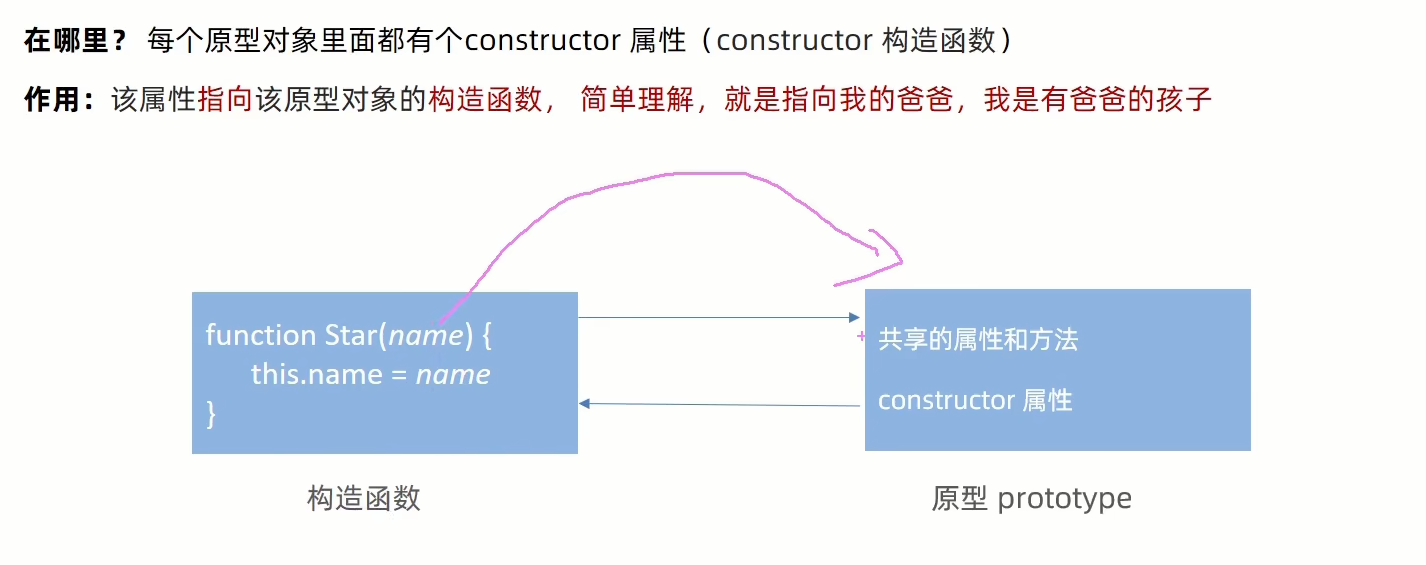 在哪里？ 每个原型对象里面都有个constructor 属性（constructor 构造函数）
作用：该属性指向该原型对象的构造函数， 简单理解，就是指向我的爸爸，我是有爸爸的孩子
function Star(name) {
this.name = name
}
共享的属性和方法
constructor 属性
构造函数
原型 prototype